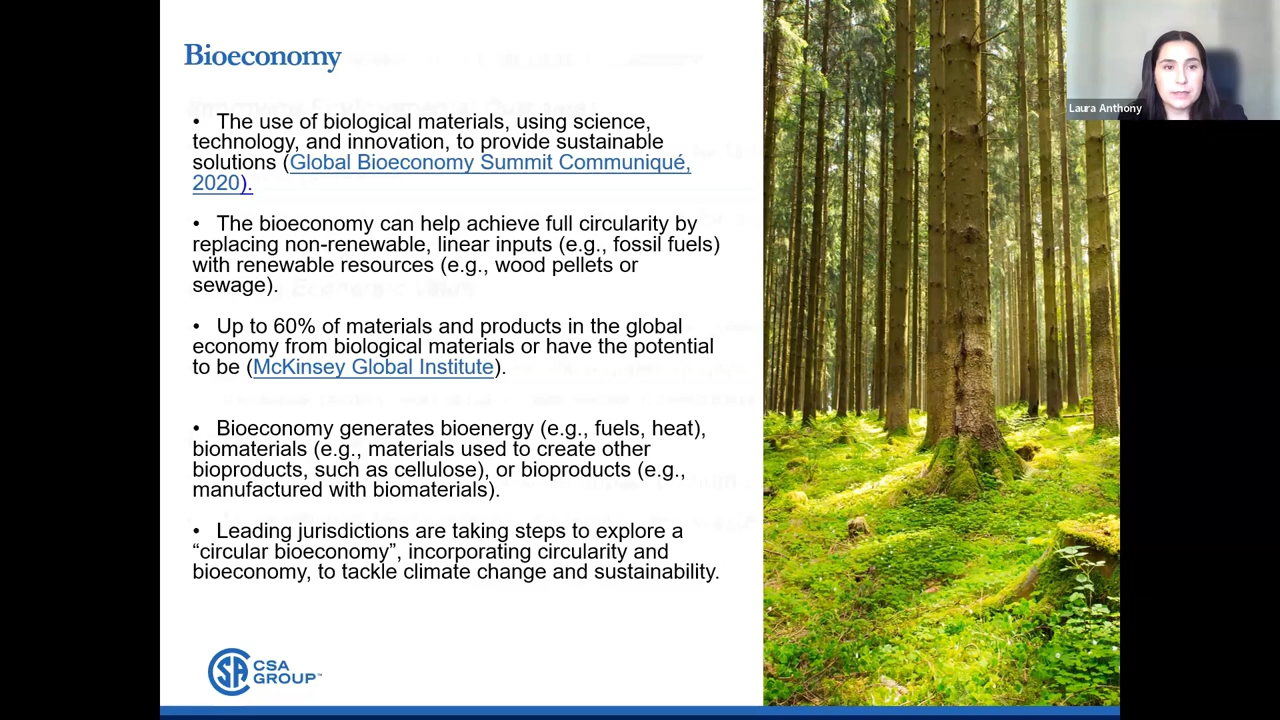 Bioeconomy
Laura Anthony
• The use of biological materials, using science,
technology, and innovation, to provide sustainable
solutions (Global Bioeconomy Summit Communiqué,
2020).
• The bioeconomy can help achieve full circularity by
replacing non-renewable, linear inputs (e.g., fossil fuels)
with renewable resources (e.g., wood pellets or
sewage).
• Up to 60% of materials and products in the global
economy from biological materials or have the potential
to be (McKinsey Global Institute).
• Bioeconomy generates bioenergy (e.g., fuels, heat),
biomaterials (e.g., materials used to create other
bioproducts, such as cellulose), or bioproducts (e.g.,
manufactured with biomaterials).
• Leading jurisdictions are taking steps to explore a
“circular bioeconomy”, incorporating circularity and
bioeconomy, to tackle climate change and sustainability.
CSA
GROUP™